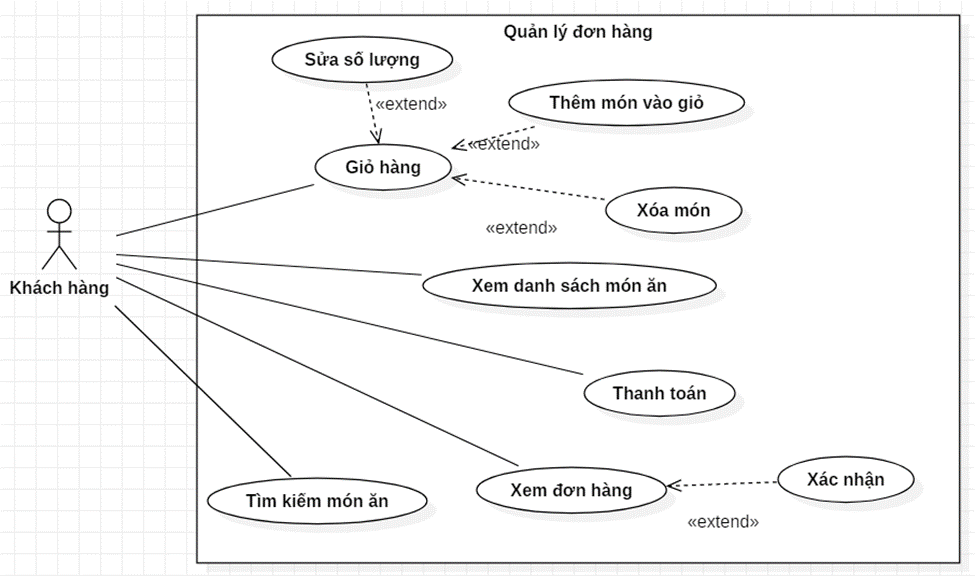 Quản lý đơn hàng
Sửa số lượng
«extend»
Thêm món vào giỏ
«extend»
Giỏ hàng
Xóa món
«extend»
Khách hàng
Xem danh sách món ăn
Thanh toán
Tìm kiếm món ăn
Xem đơn hàng
Xác nhận
«extend»